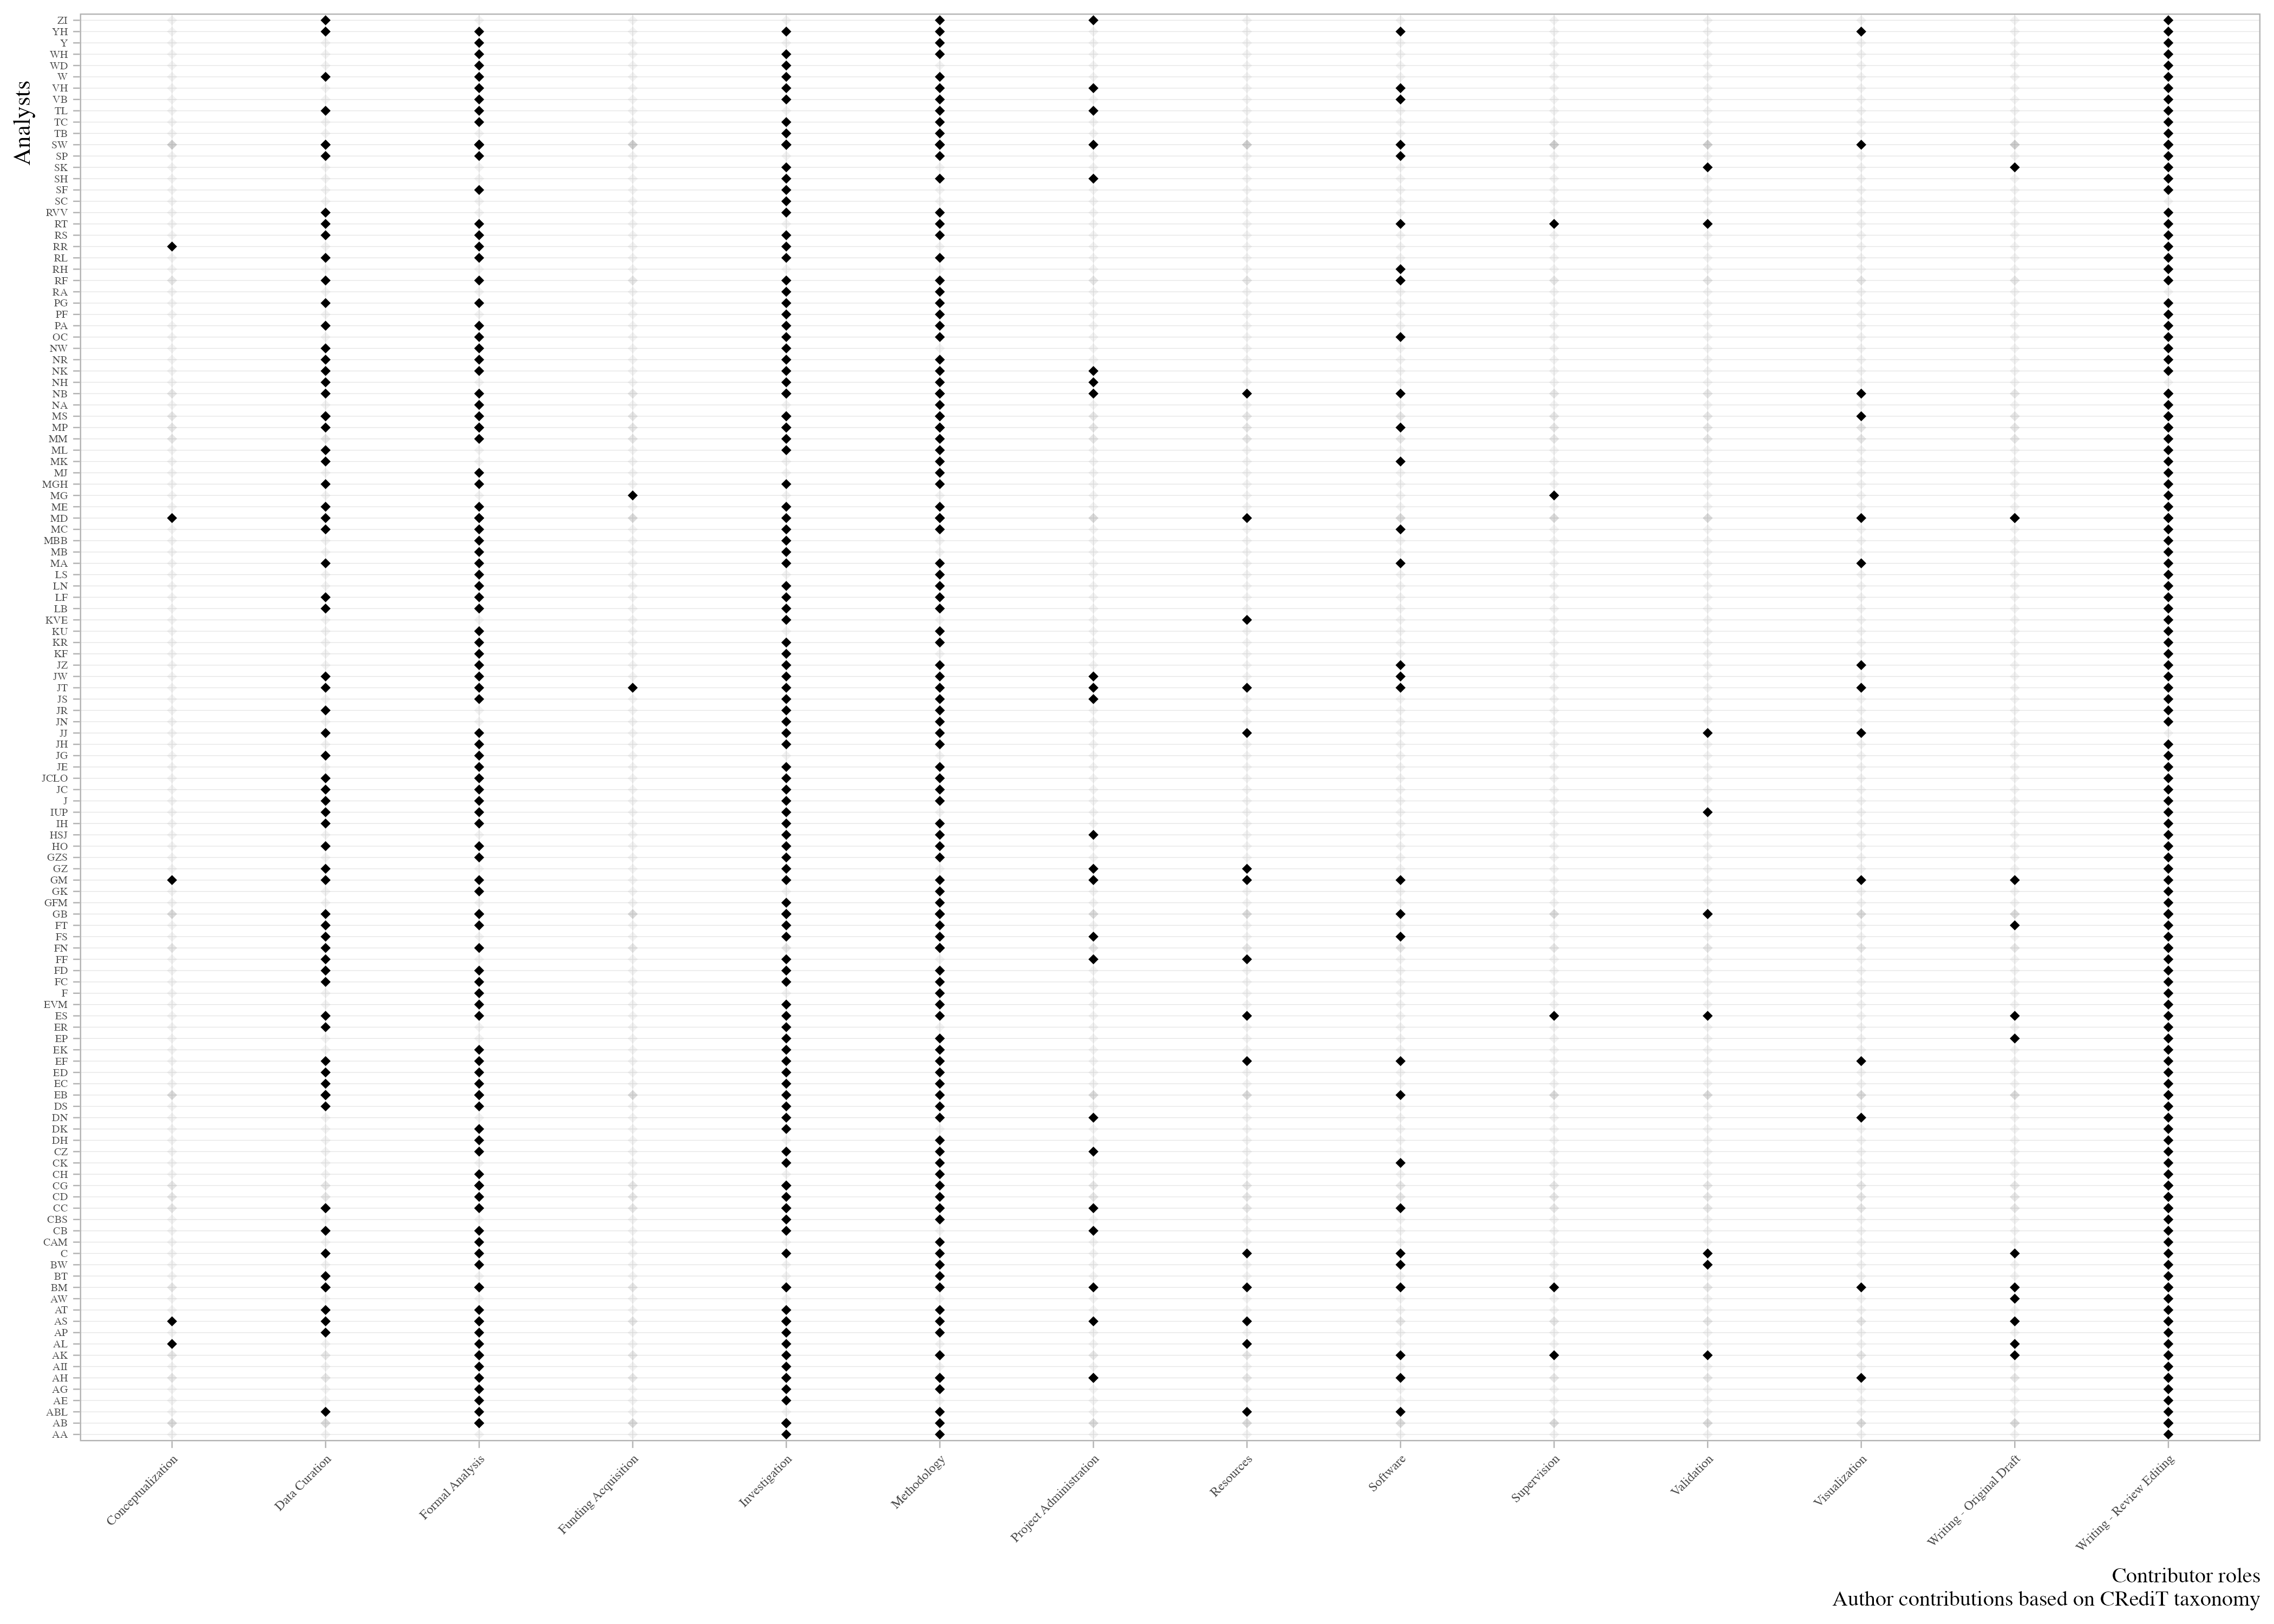 Analysts
ZI
YH
Y
WH
WD
W
VH
VB
TL
TC
TB
SW
SP
SK
SH
SF
SC
RVV
RT
RS
RR
RL
RH
RF
RA
PG
PF
PA
OC
NW
NR
NK
NH
NB
NA
MS
MP
MM
ML
MK
MJ
MGH
MG
ME
MD
MC
MBB
MB
MA
LS
LN
LF
LB
KVE
KU
KR
KF
JZ
JW
JT
JS
JR
JN
JJ
JH
JG
JE
JCLO
JC
J
IUP
IH
HSJ
HO
GZS
GZ
GM
GK
GFM
GB
FT
FS
FN
FF
FD
FC
F
EVM
ES
ER
EP
EK
EF
ED
EC
EB
DS
DN
DK
DH
CZ
CK
CH
CG
CD
CC
CBS
CB
CAM
C
BW
BT
BM
AW
AT
AS
AP
AL
AK
AII
AH
AG
AE
ABL
AB
AA
Conceptualization
Data Curation
Formal Analysis
Funding Acquisition
Investigation
Methodology
Project Administration
Resources
Software
Supervision
Validation
Visualization
Writing - Original Draft
Writing - Review Editing
Contributor roles
Author contributions based on CRediT taxonomy